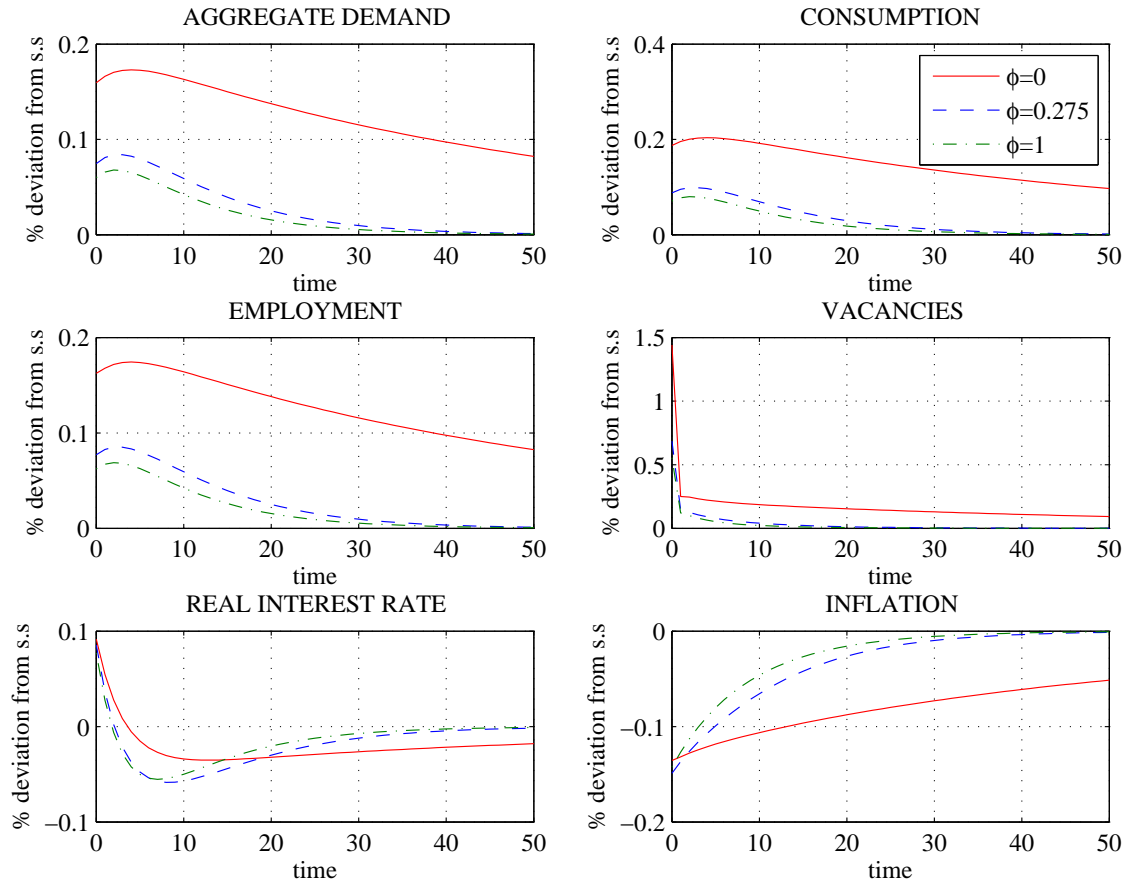 AGGREGATE DEMAND
% deviation from s.s
0.2
0.1
0
0 10 20 30 40 50
time
CONSUMPTION
% deviation from s.s
0.4
0.2
0
0 10 20 30 40 50
time
ϕ=0
ϕ=0.275
ϕ=1
EMPLOYMENT
% deviation from s.s
0.2
0.1
0
0 10 20 30 40 50
time
VACANCIES
% deviation from s.s
1.5
1
0.5
0
0 10 20 30 40 50
time
REAL INTEREST RATE
% deviation from s.s
0.1
0
−0.1
0 10 20 30 40 50
time
INFLATION
% deviation from s.s
0
−0.1
−0.2
0 10 20 30 40 50
time